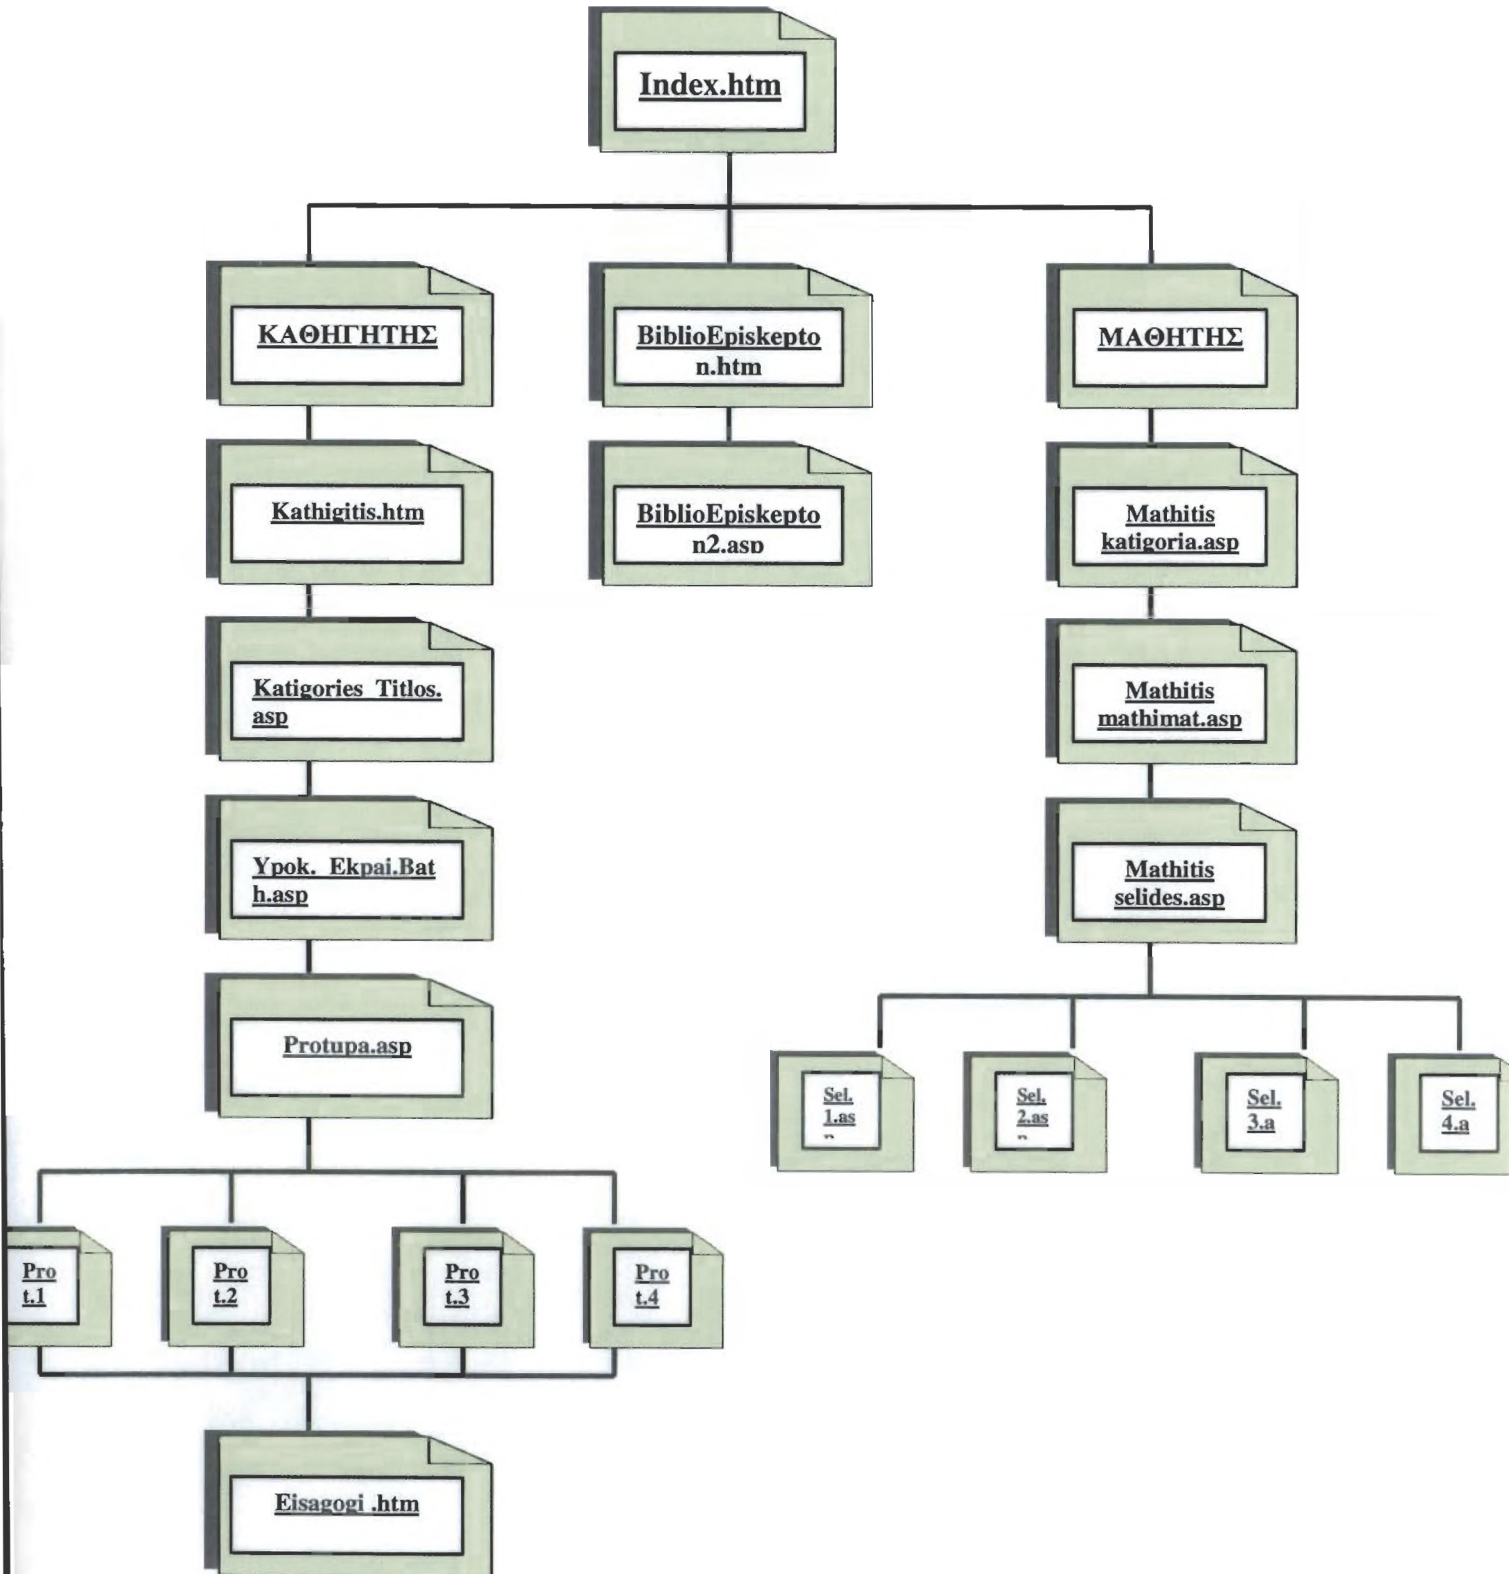 Index.htm
ΚΑΘΗΓΗΤΗΣ
BiblioEpiskepto
n.htm
ΜΑΘΗΤΗΣ
Kathigitis.htm
BiblioEpiskepto
n2.asp
Mathitis
katigoria.asp
Katigories Titlos.
asp
Mathitis
mathimat.asp
Ypok. Ekpai.Bat
h.asp
Mathitis
selides.asp
Protupa.asp
Sel.
1.as
Sel.
2.as
Sel.
3.a
Sel.
4.a
Pro
t.1
Pro
t.2
Pro
t.3
Pro
t.4
Eisagogi .htm